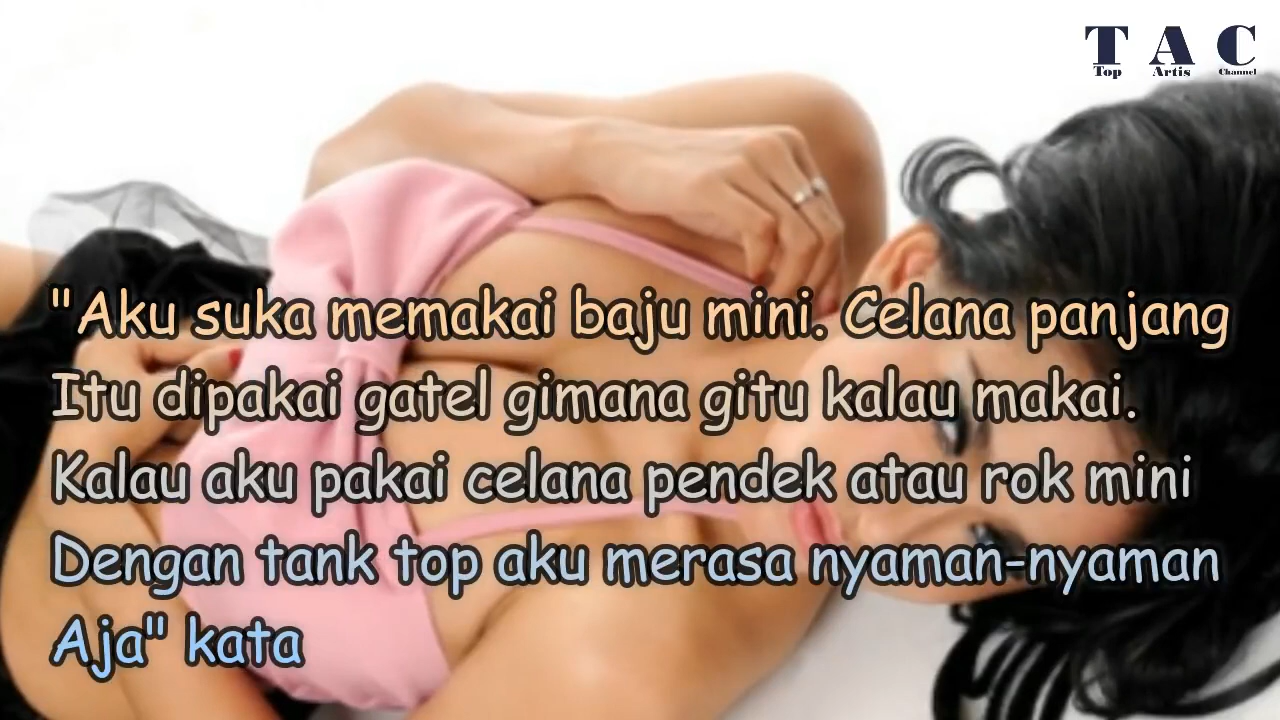 T A C
Top Artis Channel
"Aku suka memakai baju mini. Celana panjang
Itu dipakai gatel gimana gitu kalau makai.
Kalau aku pakai celana pendek atau rok mini
Dengan tank top aku merasa nyaman-nyaman
Aja" kata